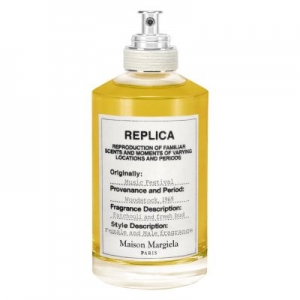 REPLICA
REPRODUCTION OF FAMILIAR
SCENTS AND MOMENTS OF VARYING
LOCATIONS AND PERIODS
Originally:
Music Festival
Provenance and Period:
Woodstock, 1969
Fragrance Description:
Patchouli and Fresh
Style Description:
Female and Male Fragrance
Maison Margiela
PARIS